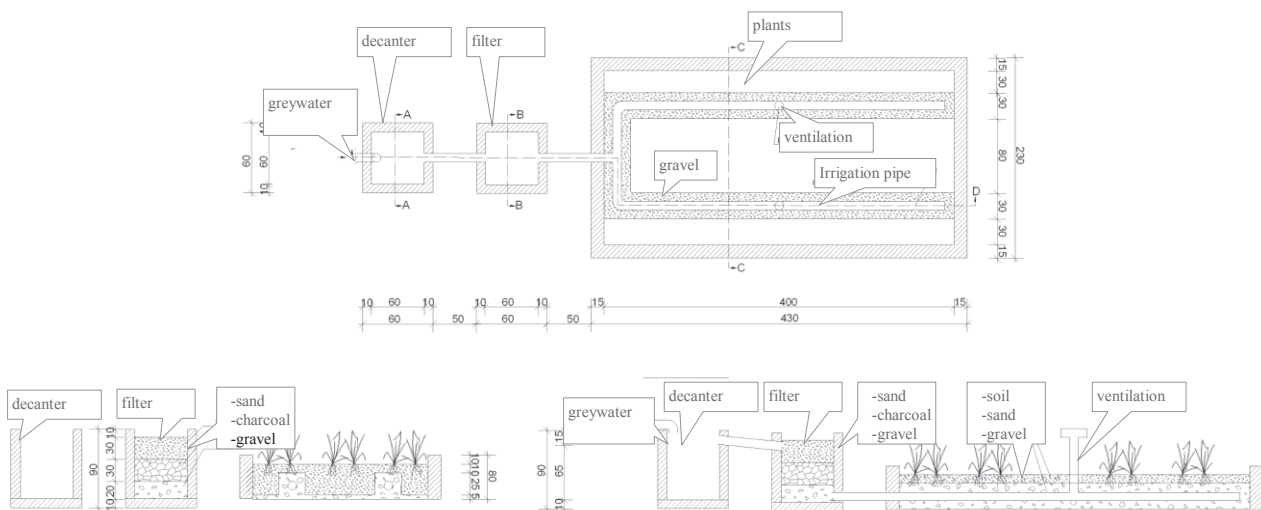 plants
decanter
filter
C
A
B
greywater
ventilation
gravel
Irrigation pipe
D
A
B
C
60
60
10
15
30
30
80
30
30
15
230
10 60 10
10 60 10
15 400 15
60 50 60 50 430
decanter
filter
-sand
-charcoal
-gravel
10
30
30
20
10
90
10
10
25
5
80
greywater
decanter
filter
-sand
-charcoal
-gravel
-soil
-sand
-gravel
ventilation
15
65
10
90